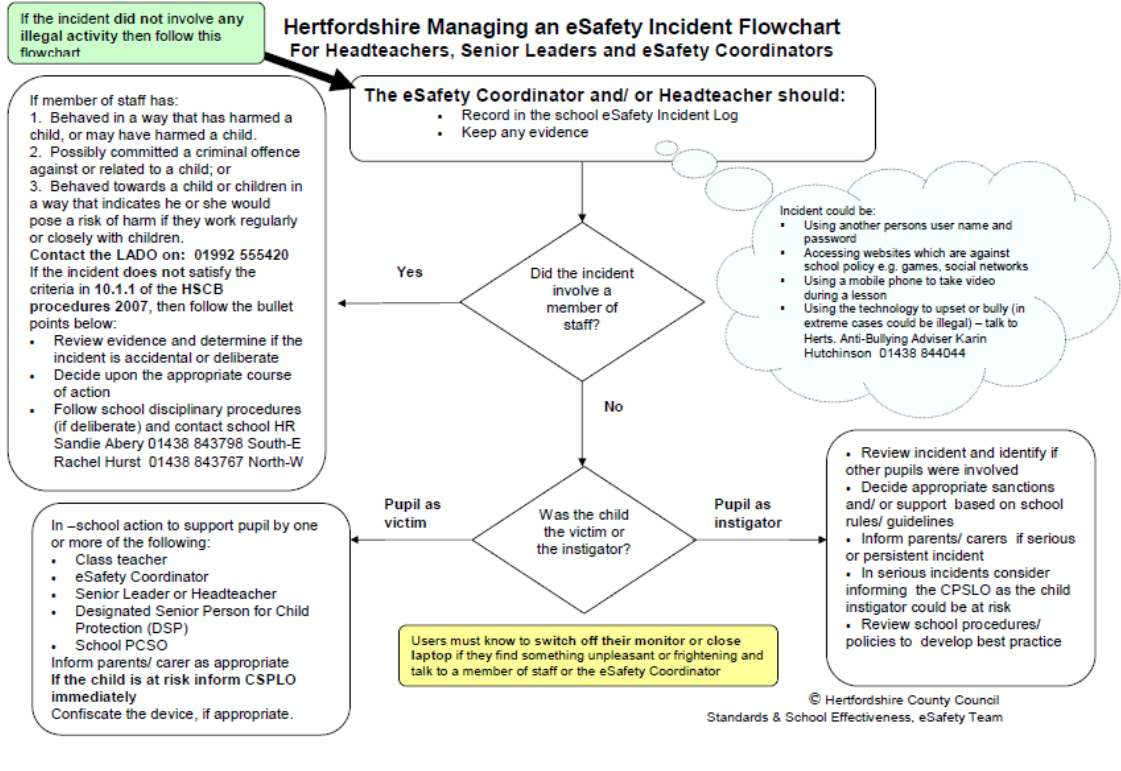 If the incident did not involve any
illegal activity then follow this
flowchart
Hertfordshire Managing an eSafety Incident Flowchart
For Headteachers, Senior Leaders and eSafety Coordinators
The eSafety Coordinator and/ or Headteacher should:
• Record in the school eSafety Incident Log
• Keep any evidence
If member of staff has:
1. Behaved in a way that has harmed a
child, or may have harmed a child.
2. Possibly committed a criminal offence
against or related to a child; or
3. Behaved towards a child or children in
a way that indicates he or she would
pose a risk of harm if they work regularly
or closely with children.
Contact the LADO on: 01992 555420
If the incident does not satisfy the
criteria in 10.1.1 of the HSCB
procedures 2007, then follow the bullet
points below:
• Review evidence and determine if the
incident is accidental or deliberate
• Decide upon the appropriate course
of action
• Follow school disciplinary procedures
(if deliberate) and contact school HR
Sandie Abery 01438 843798 South-E
Rachel Hurst 01438 843767 North-W
Incident could be:
▪ Using another persons user name and
password
▪ Accessing websites which are against
school policy e.g. games, social networks
▪ Using a mobile phone to take video
during a lesson
▪ Using the technology to upset or bully (in
extreme cases could be illegal) – talk to
Herts. Anti-Bullying Adviser Karin
Hutchinson 01438 844044
Yes
Did the incident
involve a
member of
staff?
No
Pupil as
victim
Was the child
the victim or
the instigator?
Pupil as
instigator
In –school action to support pupil by one
or more of the following:
• Class teacher
• eSafety Coordinator
• Senior Leader or Headteacher
• Designated Senior Person for Child
Protection (DSP)
• School PCSO
Inform parents/ carer as appropriate
If the child is at risk inform CSPLO
immediately
Confiscate the device, if appropriate.
• Review incident and identify if
other pupils were involved
• Decide appropriate sanctions
and/ or support based on school
rules/ guidelines
• Inform parents/ carers if serious
or persistent incident
• In serious incidents consider
informing the CPSLO as the child
instigator could be at risk
• Review school procedures/
policies to develop best practice
Users must know to switch off their monitor or close
laptop if they find something unpleasant or frightening and
talk to a member of staff or the eSafety Coordinator
© Hertfordshire County Council
Standards & School Effectiveness, eSafety Team